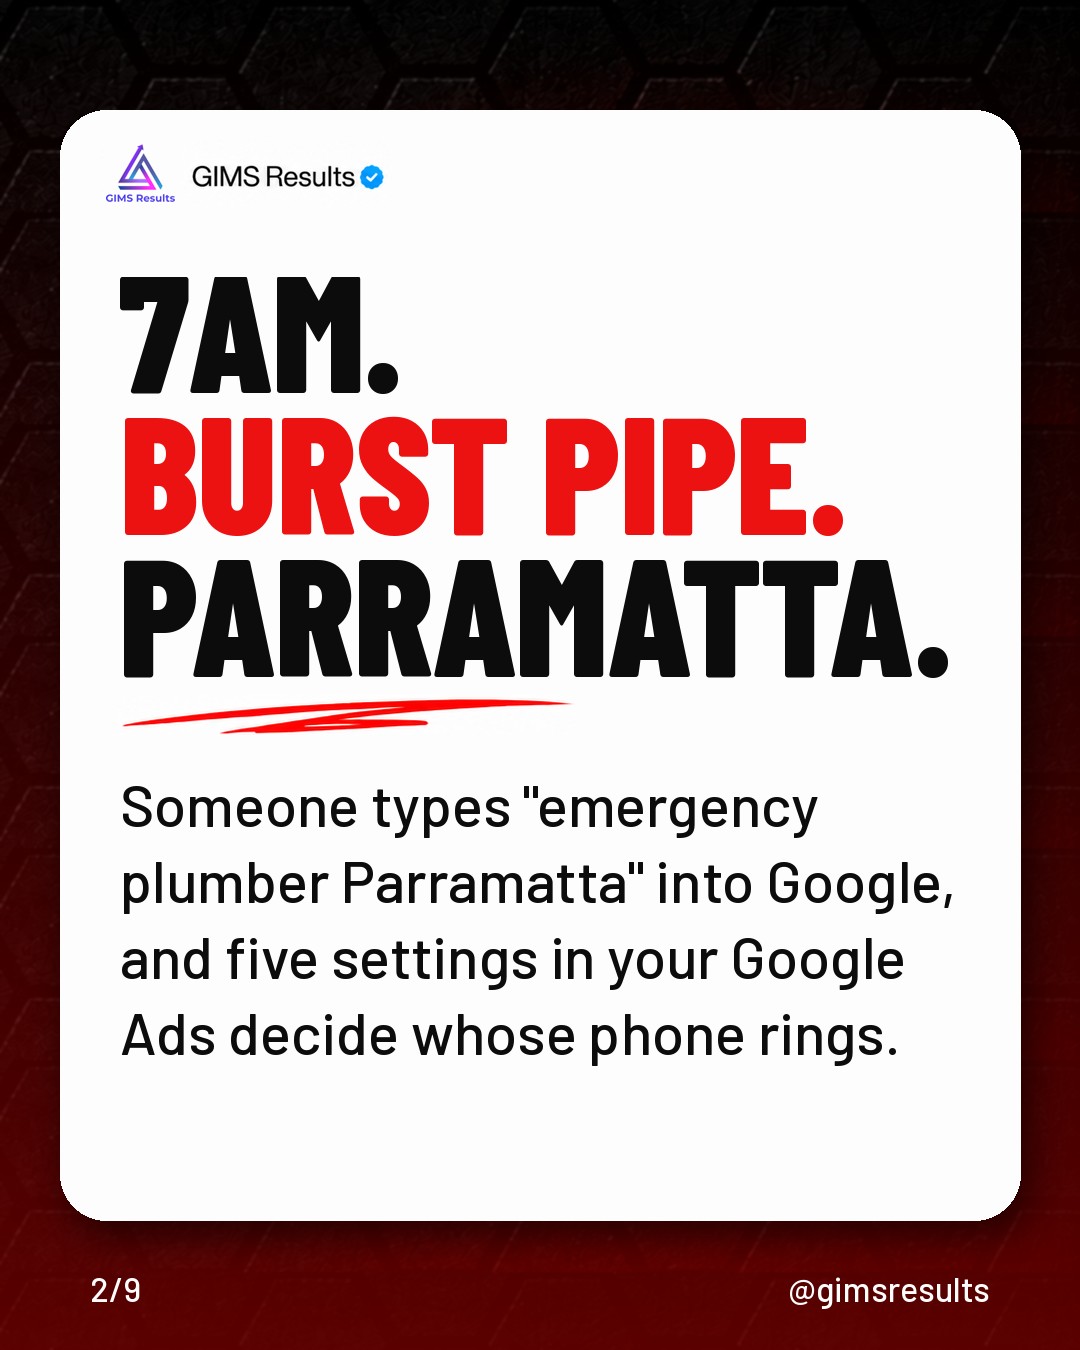 GIMS Results
GIMS Results
7AM.
BURST PIPE.
PARRAMATTA.
Someone types "emergency
plumber Parramatta" into Google,
and five settings in your Google
Ads decide whose phone rings.
2/9
@gimsresults